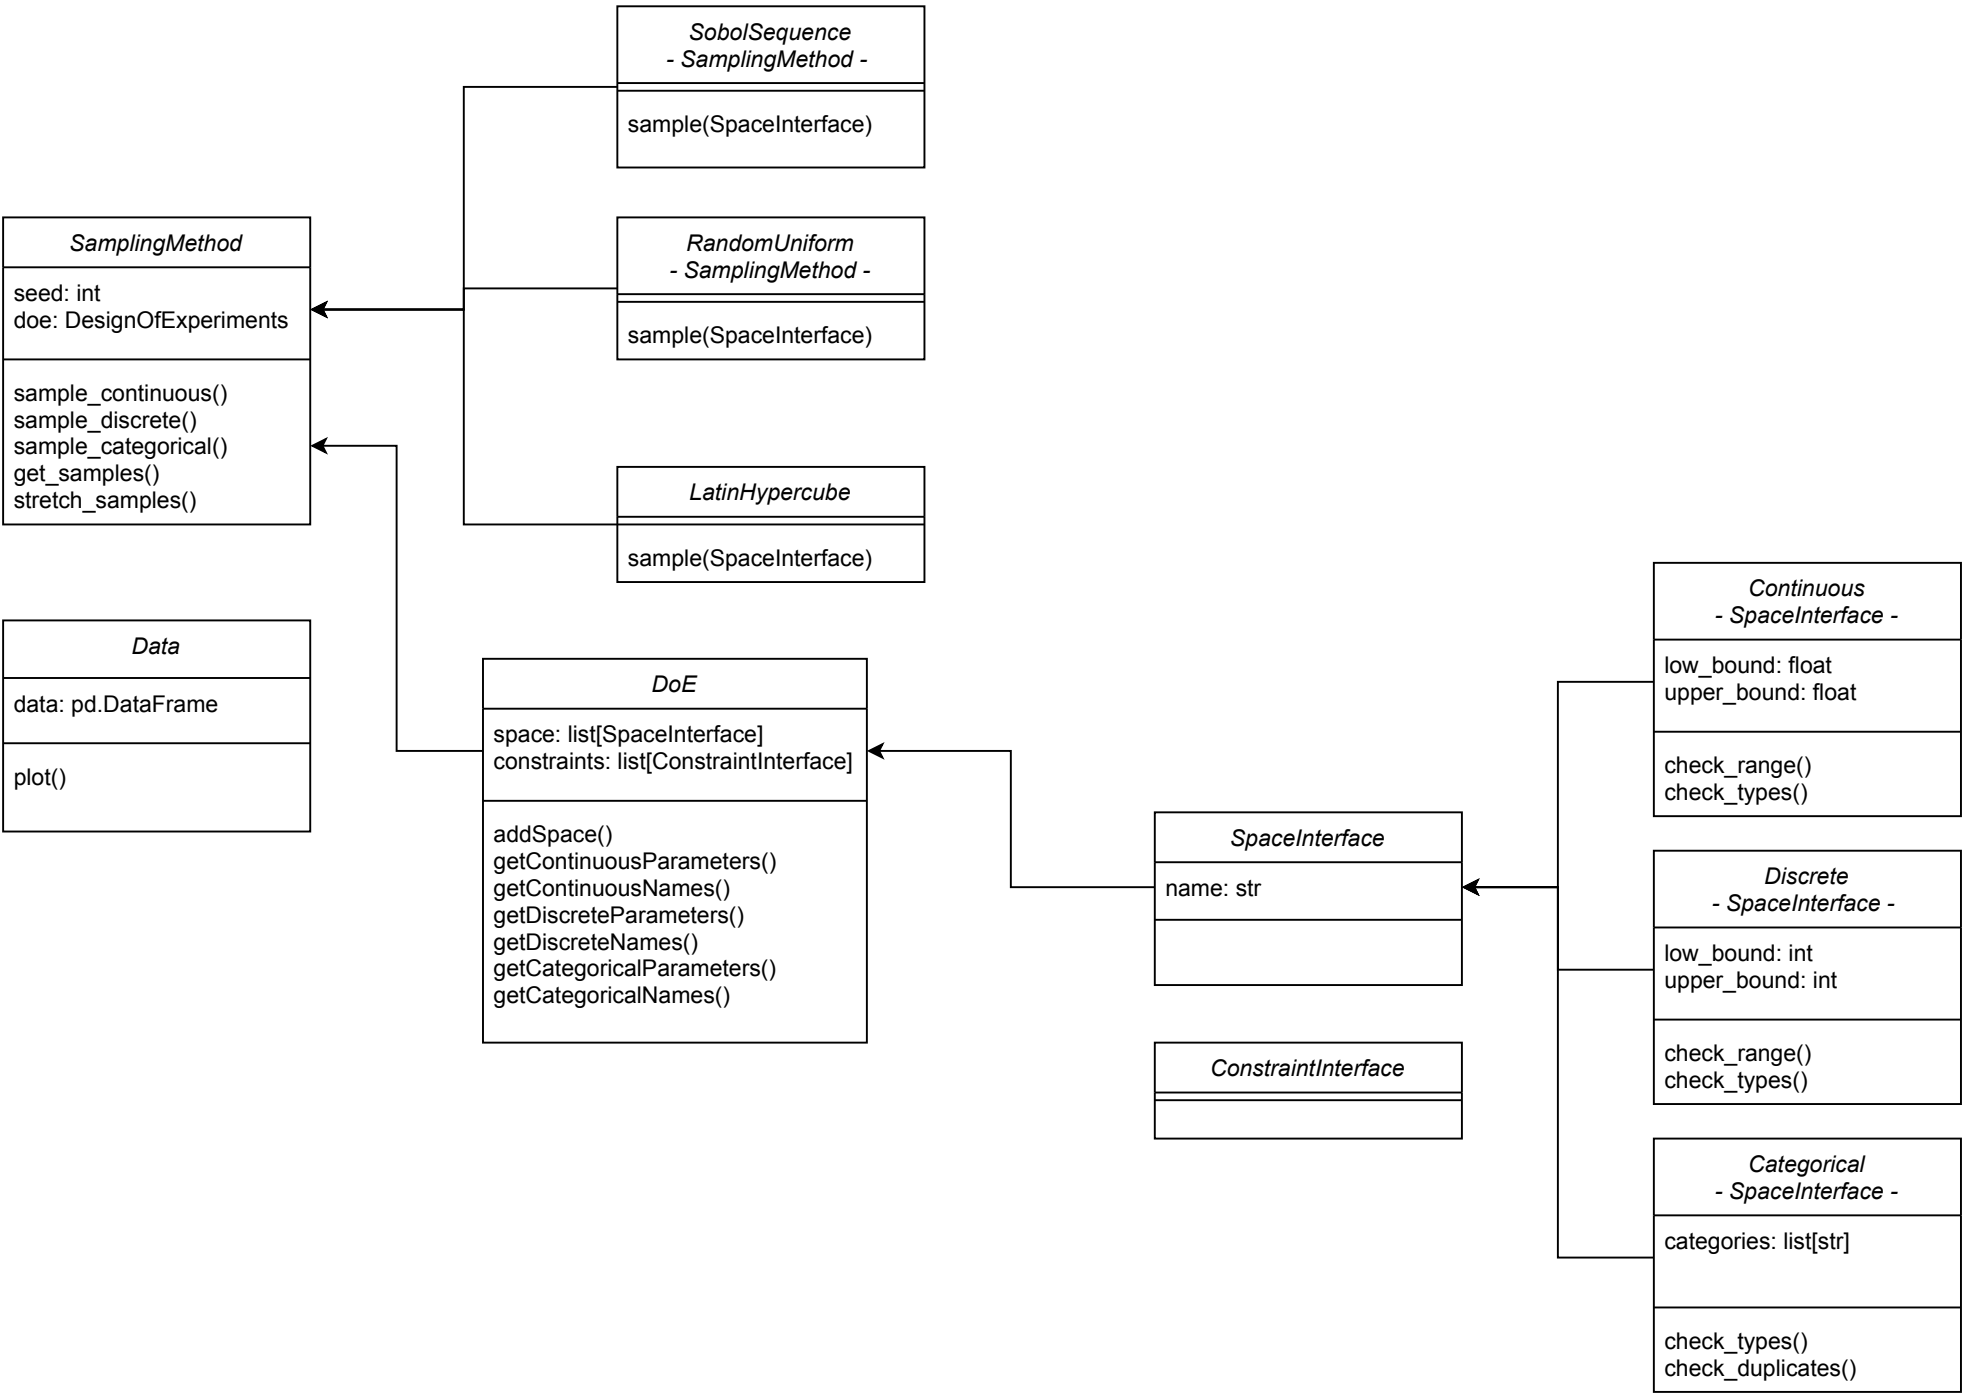 SobolSequence
- SamplingMethod -
sample(SpaceInterface)
SamplingMethod
seed: int
doe: DesignOfExperiments
sample_continuous()
sample_discrete()
sample_categorical()
get_samples()
stretch_samples()
RandomUniform
- SamplingMethod -
sample(SpaceInterface)
LatinHypercube
sample(SpaceInterface)
Data
data: pd.DataFrame
plot()
DoE
space: list[SpaceInterface]
constraints: list[ConstraintInterface]
addSpace()
getContinuousParameters()
getContinuousNames()
getDiscreteParameters()
getDiscreteNames()
getCategoricalParameters()
getCategoricalNames()
SpaceInterface
name: str
ConstraintInterface
Continuous
- SpaceInterface -
low_bound: float
upper_bound: float
check_range()
check_types()
Discrete
- SpaceInterface -
low_bound: int
upper_bound: int
check_range()
check_types()
Categorical
- SpaceInterface -
categories: list[str]
check_types()
check_duplicates()